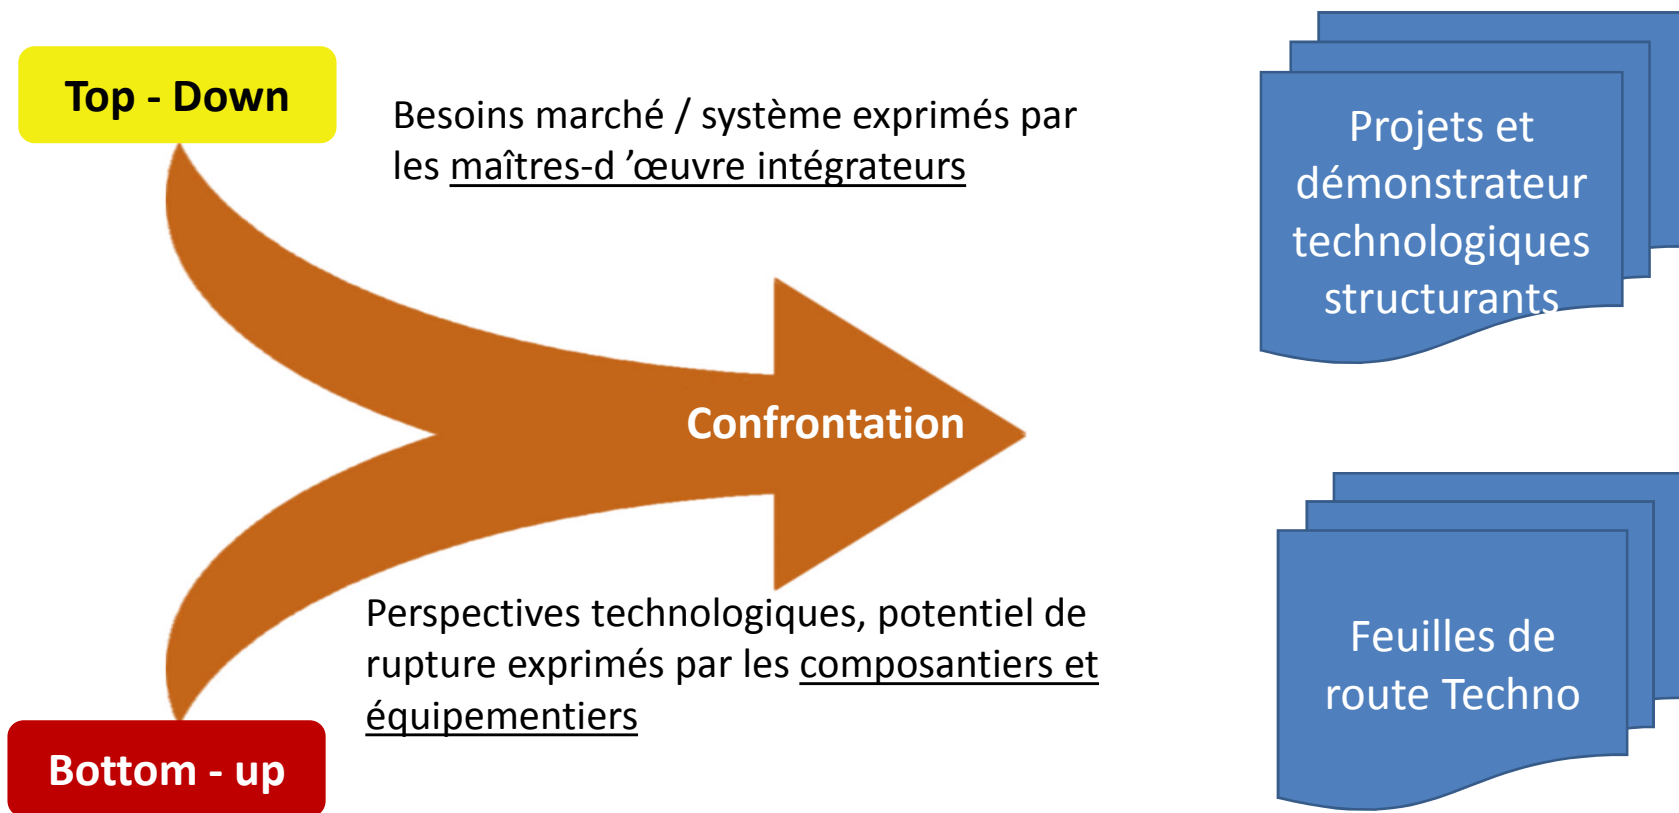 Top - Down
Besoins marché / système exprimés par
les maîtres-d ’œuvre intégrateurs
Projets et
démonstrateur
technologiques
structurants
Confrontation
Perspectives technologiques, potentiel de
rupture exprimés par les composantiers et
équipementiers
Feuilles de
route Techno
Bottom - up